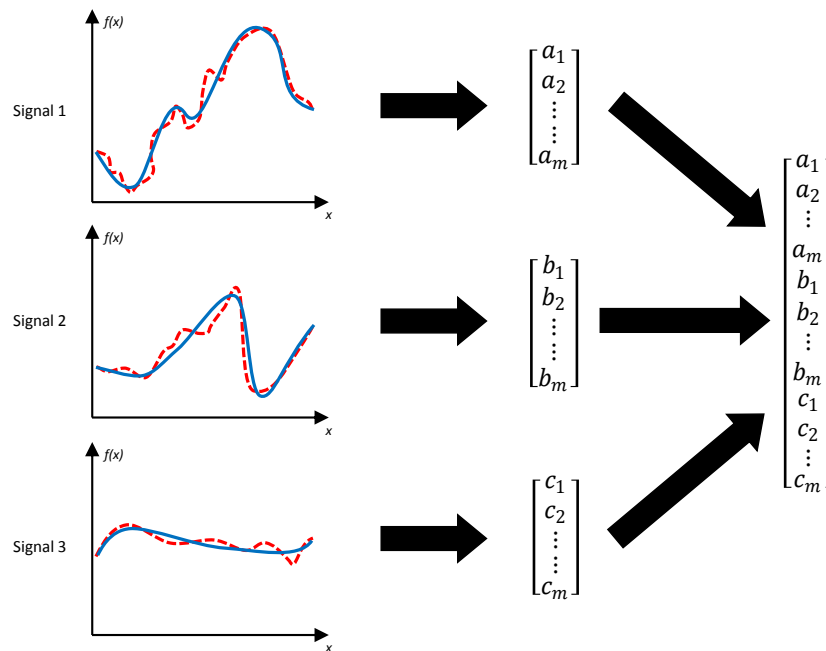 f(x)
Signal 1
x
a1
a2
⋮
⋮
am
f(x)
Signal 2
x
b1
b2
⋮
⋮
bm
f(x)
Signal 3
x
c1
c2
⋮
⋮
cm
a1
a2
⋮
am
b1
b2
⋮
bm
c1
c2
⋮
cm